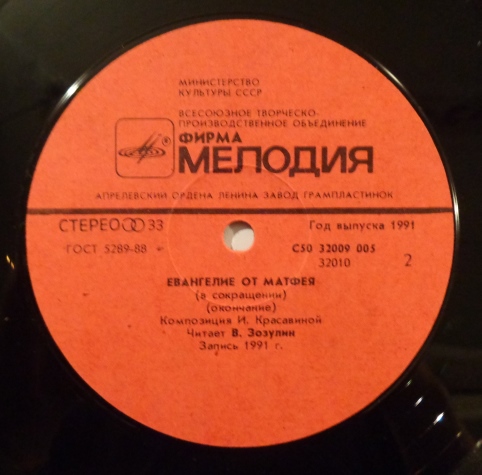 МИНИСТЕРСТВО
КУЛЬТУРЫ СССР
ВСЕСОЮЗНОЕ ТВОРЧЕСКО-
ПРОИЗВОДСТВЕННОЕ ОБЪЕДИНЕНИЕ
ФИРМА
МЕЛОДИЯ
АПРЕЛЕВСКИЙ ОРДЕНА ЛЕНИНА ЗАВОД ГРАМПЛАСТИНОК
СТЕРЕО 33 Год выпуска 1991
ГОСТ 5289-88 C50 32009 005
32010 2
ЕВАНГЕЛИЕ ОТ МАТФЕЯ
(в сокращении)
(окончание)
Композиция И. Красавиной
Читает В. Зозулин
Запись 1991 г.